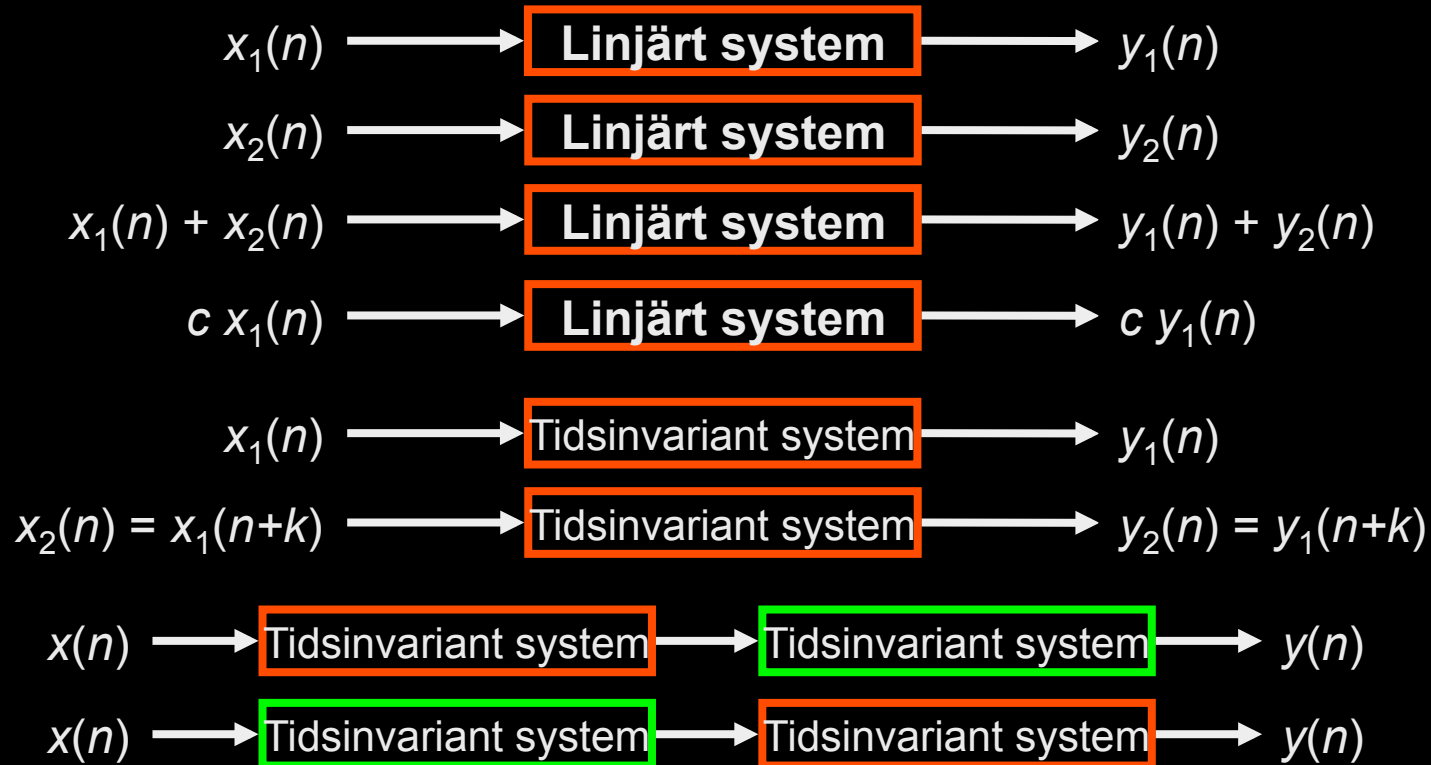 x₁(n) Linjärt system y₁(n)
x₂(n) Linjärt system y₂(n)
x₁(n) + x₂(n) Linjärt system y₁(n) + y₂(n)
c x₁(n) Linjärt system c y₁(n)
x₁(n) Tidsinvariant system y₁(n)
x₂(n) = x₁(n+k) Tidsinvariant system y₂(n) = y₁(n+k)
x(n) Tidsinvariant system Tidsinvariant system y(n)
x(n) Tidsinvariant system Tidsinvariant system y(n)